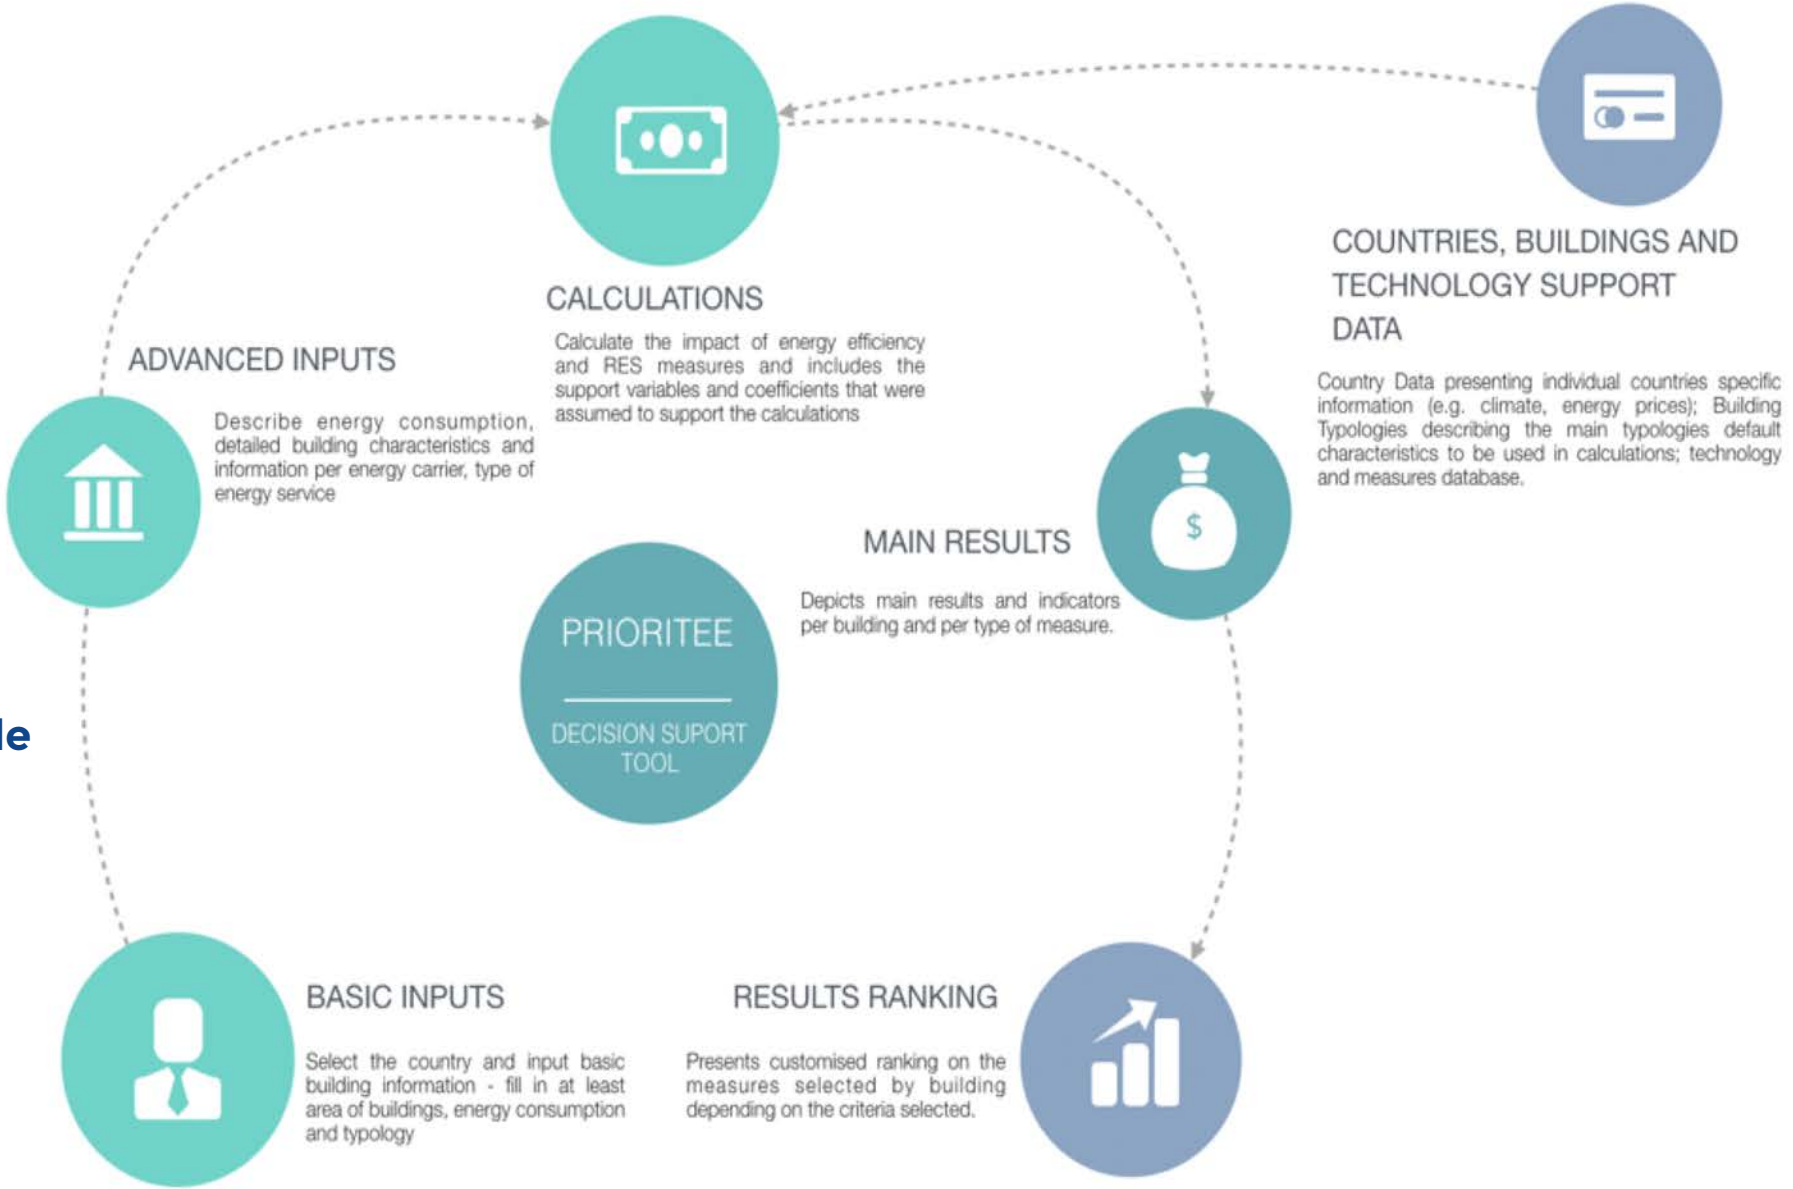 CALCULATIONS
Calculate the impact of energy efficiency
and RES measures and includes the
support variables and coefficients that were
assumed to support the calculations
COUNTRIES, BUILDINGS AND
TECHNOLOGY SUPPORT
DATA
Country Data presenting individual countries specific
information (e.g. climate, energy prices); Building
Typologies describing the main typologies default
characteristics to be used in calculations; technology
and measures database.
ADVANCED INPUTS
Describe energy consumption,
detailed building characteristics and
information per energy carrier, type of
energy service
MAIN RESULTS
Depicts main results and indicators
per building and per type of measure.
$
PRIORITEE
DECISION SUPORT
TOOL
BASIC INPUTS
Select the country and input basic
building information - fill in at least
area of buildings, energy consumption
and typology
RESULTS RANKING
Presents customised ranking on the
measures selected by building
depending on the criteria selected.